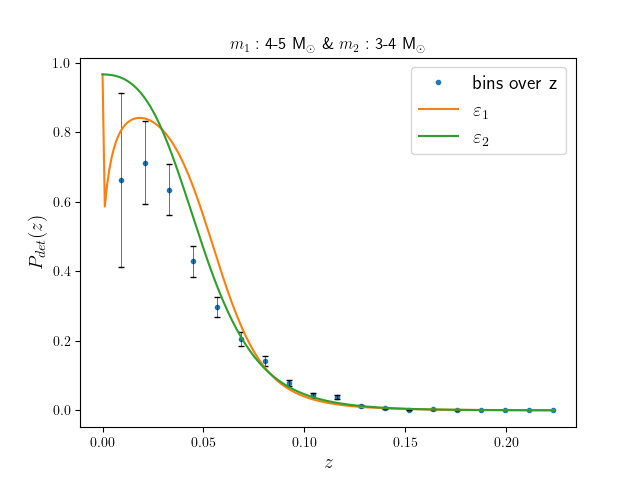 m₁ : 4-5 M⊙ & m₂ : 3-4 M⊙
1.0
0.8
0.6
0.4
0.2
0.0
P_det(z)
bins over z
ε₁
ε₂
0.00 0.05 0.10 0.15 0.20
z